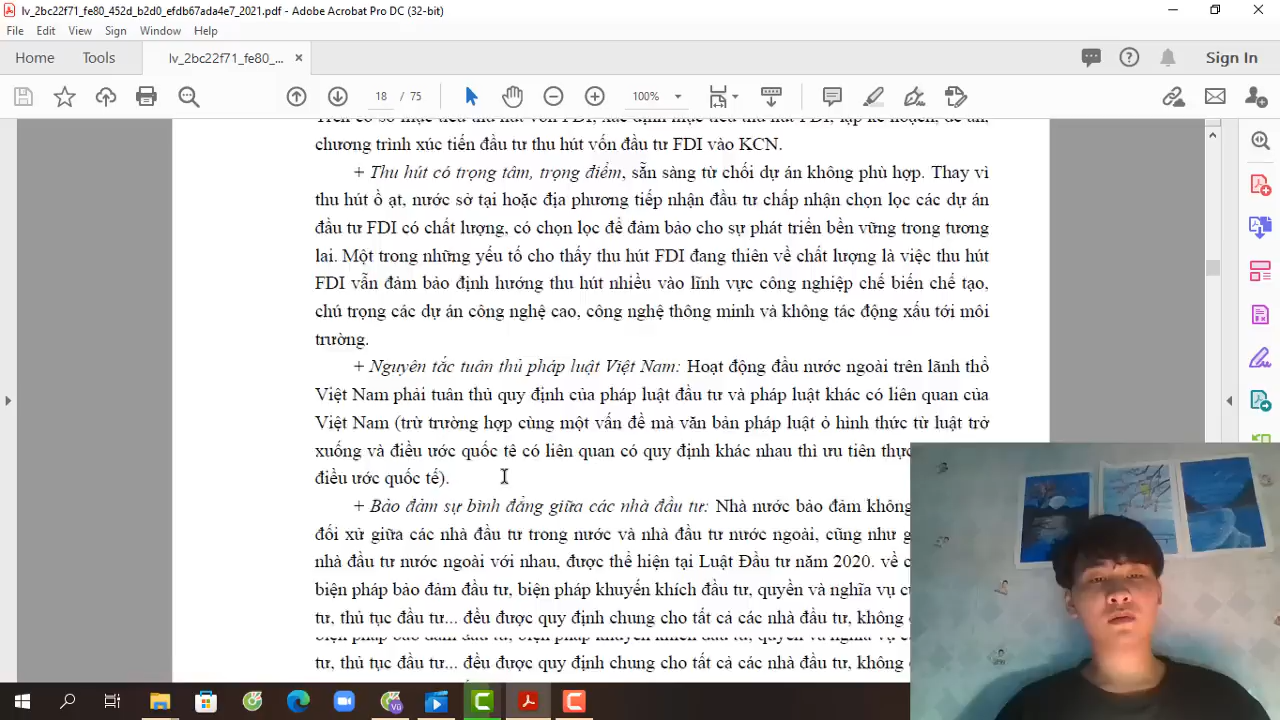 lv_2bc22f71_fe80_452d_b2d0_efdb67ada4e7_2021.pdf - Adobe Acrobat Pro DC (32-bit)
File Edit View Sign Window Help
Home Tools lv_2bc22f71_fe80_... Sign In
18 / 75 100%
chương trình xúc tiến đầu tư thu hút vốn đầu tư FDI vào KCN.
+ Thu hút có trọng tâm, trọng điểm, sẵn sàng từ chối dự án không phù hợp. Thay vì
thu hút ồ ạt, nước sở tại hoặc địa phương tiếp nhận đầu tư chấp nhận chọn lọc các dự án
đầu tư FDI có chất lượng, có chọn lọc để đảm bảo cho sự phát triển bền vững trong tương
lai. Một trong những yếu tố cho thấy thu hút FDI đang thiên về chất lượng là việc thu hút
FDI vẫn đảm bảo định hướng thu hút nhiều vào lĩnh vực công nghiệp chế biến chế tạo,
chú trọng các dự án công nghệ cao, công nghệ thông minh và không tác động xấu tới môi
trường.
+ Nguyên tắc tuân thủ pháp luật Việt Nam: Hoạt động đầu nước ngoài trên lãnh thổ
Việt Nam phải tuân thủ quy định của pháp luật đầu tư và pháp luật khác có liên quan của
Việt Nam (trừ trường hợp cùng một vấn đề mà văn bản pháp luật ở hình thức từ luật trở
xuống và điều ước quốc tế có liên quan có quy định khác nhau thì ưu tiên thực
điều ước quốc tế).
+ Bảo đảm sự bình đẳng giữa các nhà đầu tư: Nhà nước bảo đảm không
đối xử giữa các nhà đầu tư trong nước và nhà đầu tư nước ngoài, cũng như
nhà đầu tư nước ngoài với nhau, được thể hiện tại Luật Đầu tư năm 2020. về
biện pháp bảo đảm đầu tư, biện pháp khuyến khích đầu tư, quyền và nghĩa vụ
tư, thủ tục đầu tư... đều được quy định chung cho tất cả các nhà đầu tư, không
tư, thủ tục đầu tư... đều được quy định chung cho tất cả các nhà đầu tư, không